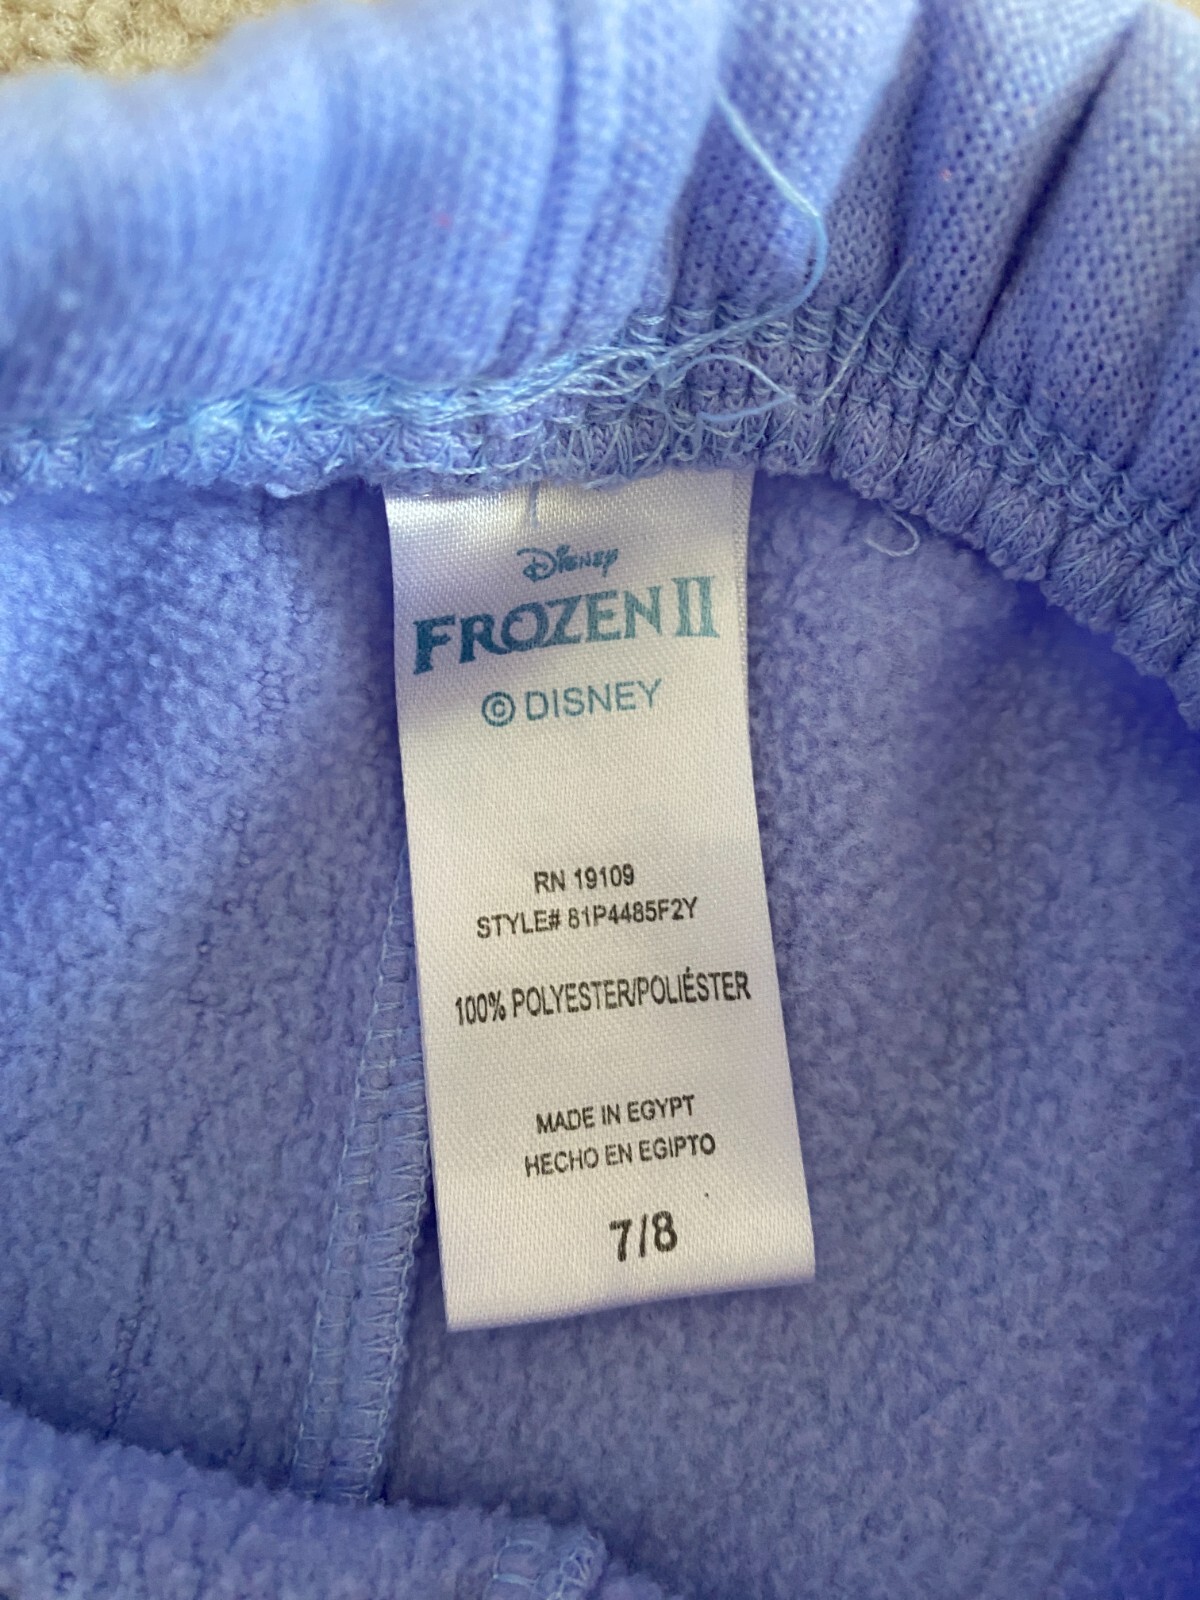 Disney
FROZEN II
© DISNEY
RN 19109
STYLE# 81P4485F2Y
100% POLYESTER/POLIÉSTER
MADE IN EGYPT
HECHO EN EGIPTO
7/8